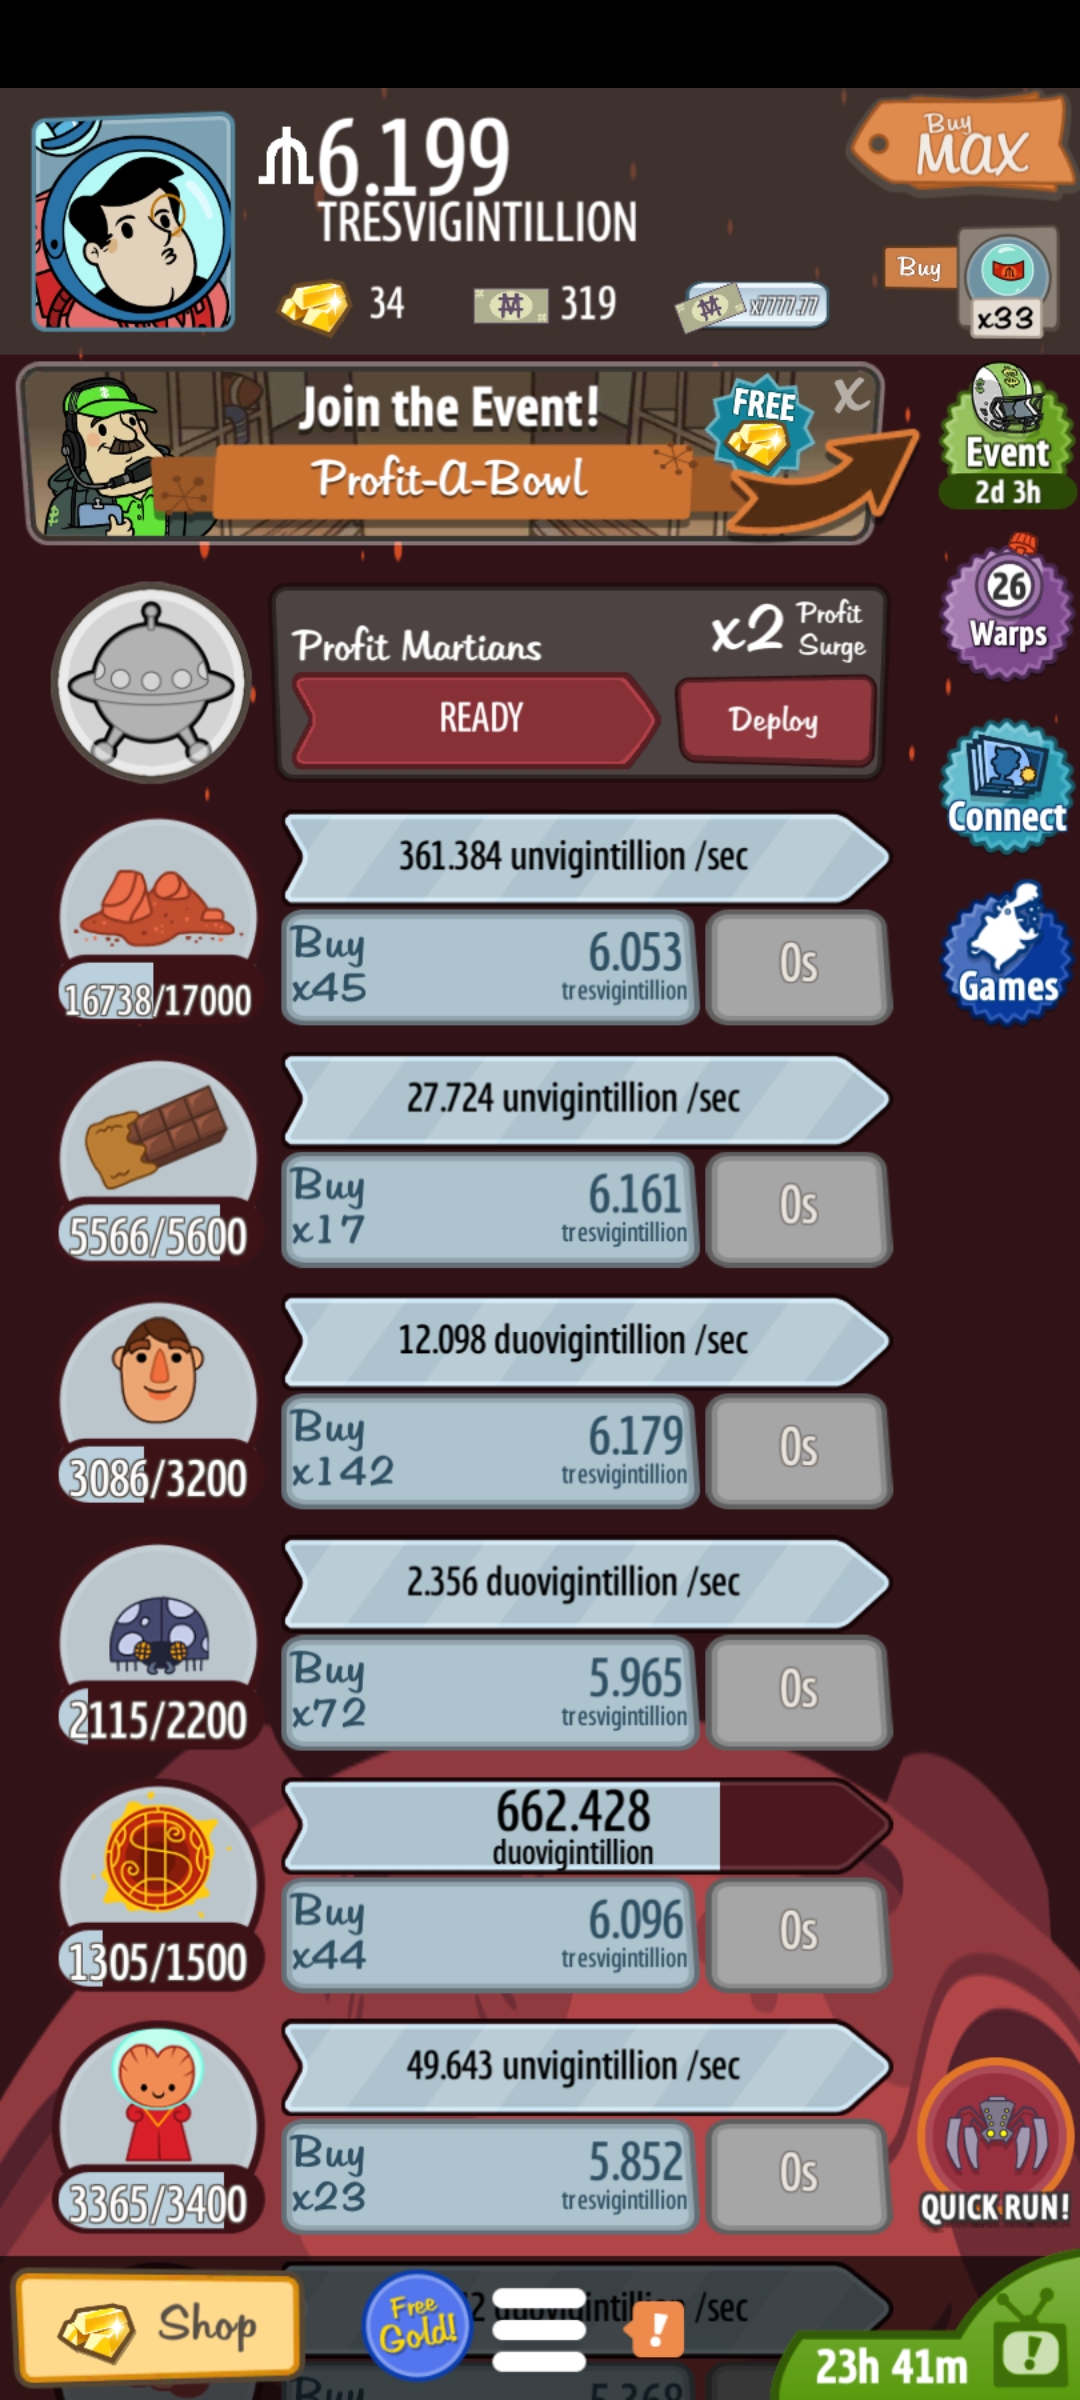 6.199
TRESVIGINTILLION
Buy
MAX
34
319
x7777.77
Buy
x33
Join the Event!
Profit-A-Bowl
FREE
X
Event
2d 3h
Profit Martians
x2 Profit
Surge
READY
Deploy
26
Warps
Connect
Games
361.384 unvigintillion /sec
Buy
x45
6.053
tresvigintillion
0s
16738/17000
27.724 unvigintillion /sec
Buy
x17
6.161
tresvigintillion
0s
5566/5600
12.098 duovigintillion /sec
Buy
x142
6.179
tresvigintillion
0s
3086/3200
2.356 duovigintillion /sec
Buy
x72
5.965
tresvigintillion
0s
2115/2200
662.428
duovigintillion
Buy
x44
6.096
tresvigintillion
0s
1305/1500
49.643 unvigintillion /sec
Buy
x23
5.852
tresvigintillion
0s
3365/3400
QUICK RUN!
Shop
Free
Gold!
/sec
!
23h 41m
!